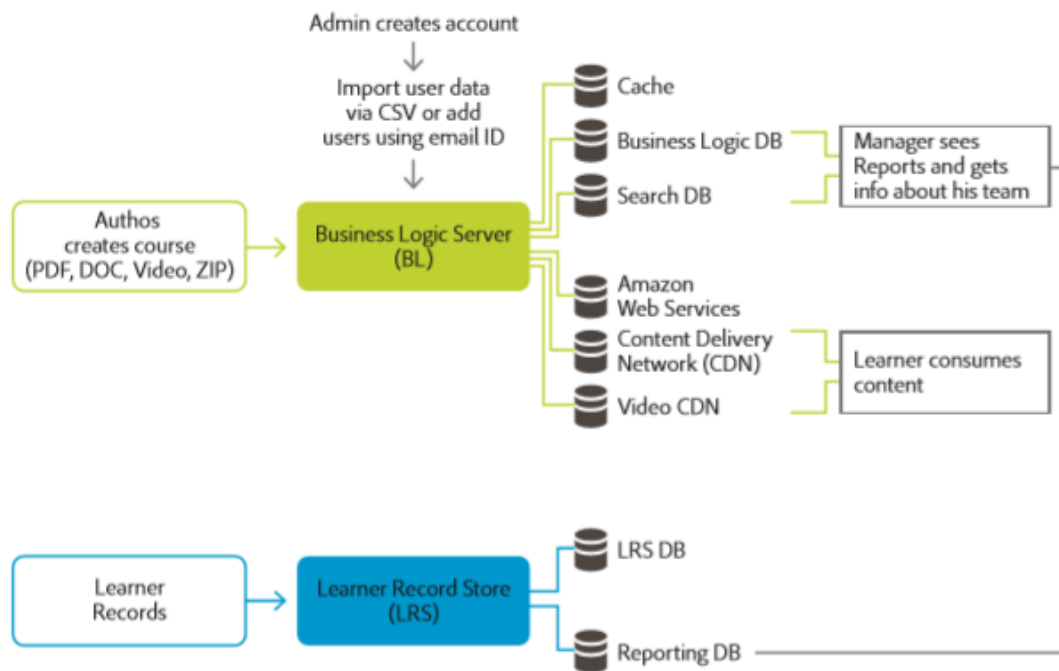 Admin creates account
Import user data
via CSV or add
users using email ID
Cache
Business Logic DB
Search DB
Manager sees
Reports and gets
info about his team
Authos
creates course
(PDF, DOC, Video, ZIP)
Business Logic Server
(BL)
Amazon
Web Services
Content Delivery
Network (CDN)
Video CDN
Learner consumes
content
Learner
Records
Learner Record Store
(LRS)
LRS DB
Reporting DB